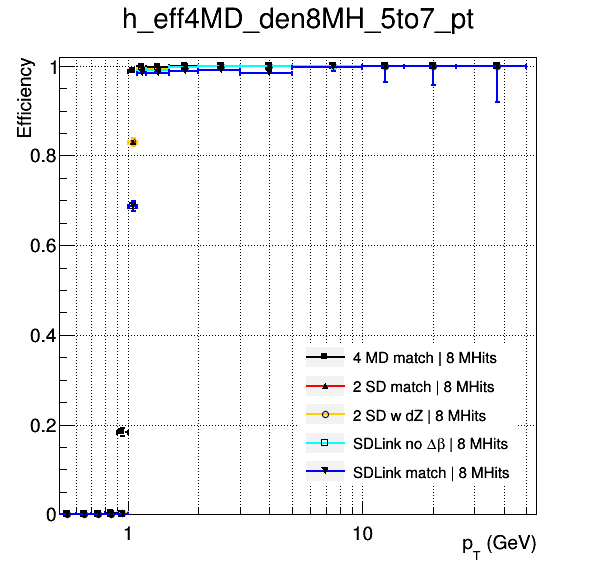 h_eff4MD_den8MH_5to7_pt
Efficiency
1
0.8
0.6
0.4
0.2
0
4 MD match | 8 MHits
2 SD match | 8 MHits
2 SD w dZ | 8 MHits
SDLink no Δβ | 8 MHits
SDLink match | 8 MHits
1
10
p_T (GeV)